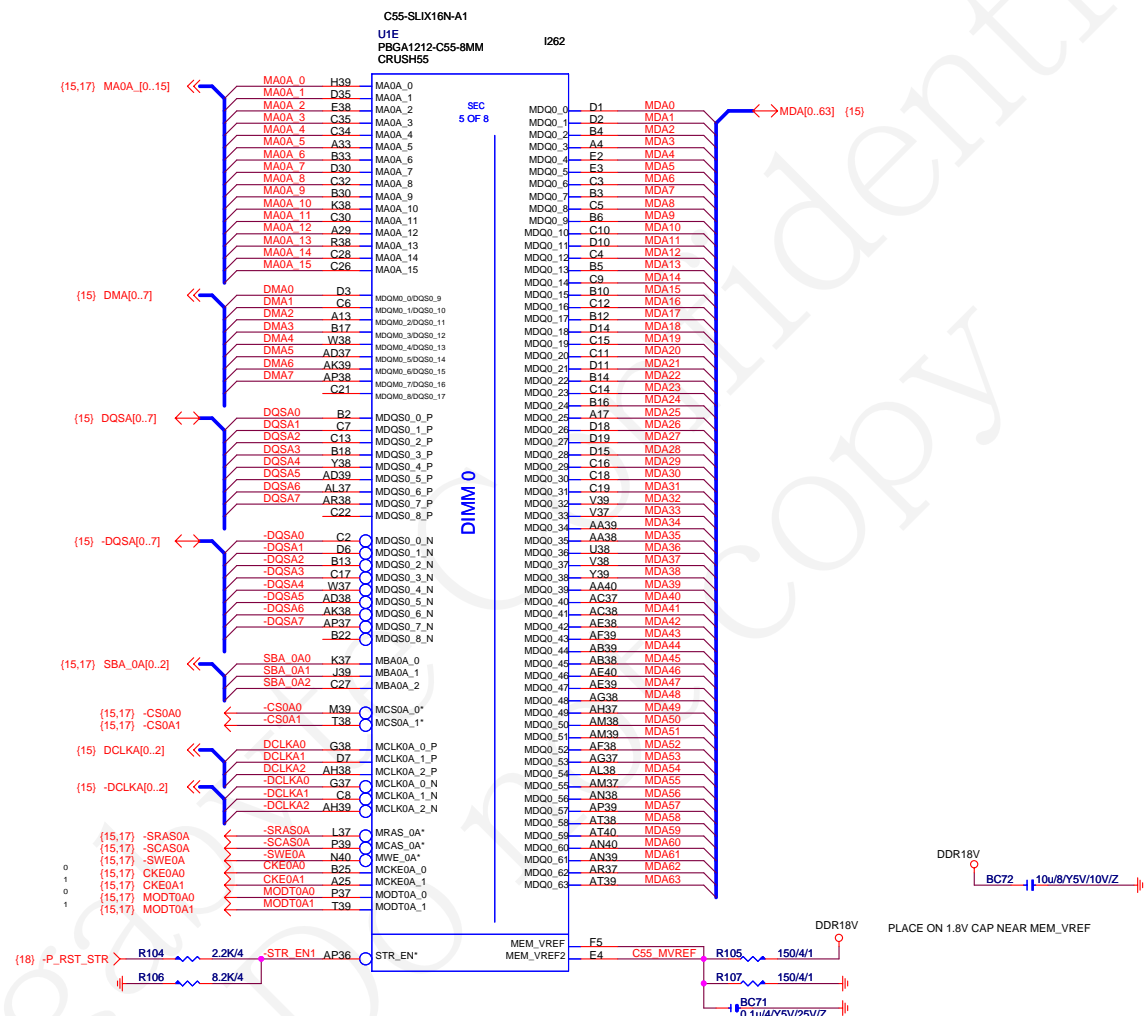 C55-SLIX16N-A1
U1E
PBGA1212-C55-8MM
CRUSH55
I262
SEC
5 OF 8
DIMM 0
{15,17} MA0A_[0..15]
MA0A_0 H39 MA0A_0
MA0A_1 D35 MA0A_1
MA0A_2 E38 MA0A_2
MA0A_3 C35 MA0A_3
MA0A_4 C34 MA0A_4
MA0A_5 A33 MA0A_5
MA0A_6 B33 MA0A_6
MA0A_7 D30 MA0A_7
MA0A_8 C32 MA0A_8
MA0A_9 B30 MA0A_9
MA0A_10 K38 MA0A_10
MA0A_11 C30 MA0A_11
MA0A_12 A29 MA0A_12
MA0A_13 R38 MA0A_13
MA0A_14 C28 MA0A_14
MA0A_15 C26 MA0A_15
{15} DMA[0..7]
DMA0 D3 MDQM0_0/DQS0_9
DMA1 C6 MDQM0_1/DQS0_10
DMA2 A13 MDQM0_2/DQS0_11
DMA3 B17 MDQM0_3/DQS0_12
DMA4 W38 MDQM0_4/DQS0_13
DMA5 AD37 MDQM0_5/DQS0_14
DMA6 AK39 MDQM0_6/DQS0_15
DMA7 AP38 MDQM0_7/DQS0_16
C21 MDQM0_8/DQS0_17
{15} DQSA[0..7]
DQSA0 B2 MDQS0_0_P
DQSA1 C7 MDQS0_1_P
DQSA2 C13 MDQS0_2_P
DQSA3 B18 MDQS0_3_P
DQSA4 Y38 MDQS0_4_P
DQSA5 AD39 MDQS0_5_P
DQSA6 AL37 MDQS0_6_P
DQSA7 AR38 MDQS0_7_P
C22 MDQS0_8_P
{15} -DQSA[0..7]
-DQSA0 C2 MDQS0_0_N
-DQSA1 D6 MDQS0_1_N
-DQSA2 B13 MDQS0_2_N
-DQSA3 C17 MDQS0_3_N
-DQSA4 W37 MDQS0_4_N
-DQSA5 AD38 MDQS0_5_N
-DQSA6 AK38 MDQS0_6_N
-DQSA7 AP37 MDQS0_7_N
B22 MDQS0_8_N
{15,17} SBA_0A[0..2]
SBA_0A0 K37 MBA0A_0
SBA_0A1 J39 MBA0A_1
SBA_0A2 C27 MBA0A_2
{15,17} -CS0A0 -CS0A0 M39 MCS0A_0*
{15,17} -CS0A1 -CS0A1 T38 MCS0A_1*
{15} DCLKA[0..2]
DCLKA0 G38 MCLK0A_0_P
DCLKA1 D7 MCLK0A_1_P
DCLKA2 AH38 MCLK0A_2_P
{15} -DCLKA[0..2]
-DCLKA0 G37 MCLK0A_0_N
-DCLKA1 C8 MCLK0A_1_N
-DCLKA2 AH39 MCLK0A_2_N
{15,17} -SRAS0A -SRAS0A L37 MRAS_0A*
{15,17} -SCAS0A -SCAS0A P39 MCAS_0A*
{15,17} -SWE0A -SWE0A N40 MWE_0A*
0 {15,17} CKE0A0 CKE0A0 B25 MCKE0A_0
1 {15,17} CKE0A1 CKE0A1 A25 MCKE0A_1
0 {15,17} MODT0A0 MODT0A0 P37 MODT0A_0
1 {15,17} MODT0A1 MODT0A1 T39 MODT0A_1
{18} -P_RST_STR R104 2.2K/4 -STR_EN1 AP36 STR_EN*
R106 8.2K/4
MDQ0_0 D1 MDA0
MDQ0_1 D2 MDA1
MDQ0_2 B4 MDA2
MDQ0_3 A4 MDA3
MDQ0_4 E2 MDA4
MDQ0_5 E3 MDA5
MDQ0_6 C3 MDA6
MDQ0_7 B3 MDA7
MDQ0_8 C5 MDA8
MDQ0_9 B6 MDA9
MDQ0_10 C10 MDA10
MDQ0_11 D10 MDA11
MDQ0_12 C4 MDA12
MDQ0_13 B5 MDA13
MDQ0_14 C9 MDA14
MDQ0_15 B10 MDA15
MDQ0_16 C12 MDA16
MDQ0_17 B12 MDA17
MDQ0_18 D14 MDA18
MDQ0_19 C15 MDA19
MDQ0_20 C11 MDA20
MDQ0_21 D11 MDA21
MDQ0_22 B14 MDA22
MDQ0_23 C14 MDA23
MDQ0_24 B16 MDA24
MDQ0_25 A17 MDA25
MDQ0_26 D18 MDA26
MDQ0_27 D19 MDA27
MDQ0_28 D15 MDA28
MDQ0_29 C16 MDA29
MDQ0_30 C18 MDA30
MDQ0_31 C19 MDA31
MDQ0_32 V39 MDA32
MDQ0_33 V37 MDA33
MDQ0_34 AA39 MDA34
MDQ0_35 AA38 MDA35
MDQ0_36 U38 MDA36
MDQ0_37 V38 MDA37
MDQ0_38 Y39 MDA38
MDQ0_39 AA40 MDA39
MDQ0_40 AC37 MDA40
MDQ0_41 AC38 MDA41
MDQ0_42 AE38 MDA42
MDQ0_43 AF39 MDA43
MDQ0_44 AB39 MDA44
MDQ0_45 AB38 MDA45
MDQ0_46 AE40 MDA46
MDQ0_47 AE39 MDA47
MDQ0_48 AG38 MDA48
MDQ0_49 AH37 MDA49
MDQ0_50 AM38 MDA50
MDQ0_51 AM39 MDA51
MDQ0_52 AF38 MDA52
MDQ0_53 AG37 MDA53
MDQ0_54 AL38 MDA54
MDQ0_55 AM37 MDA55
MDQ0_56 AN38 MDA56
MDQ0_57 AP39 MDA57
MDQ0_58 AT38 MDA58
MDQ0_59 AT40 MDA59
MDQ0_60 AN40 MDA60
MDQ0_61 AN39 MDA61
MDQ0_62 AR37 MDA62
MDQ0_63 AT39 MDA63
MDA[0..63] {15}
MEM_VREF F5
MEM_VREF2 E4 C55_MVREF R105 150/4/1
DDR18V
R107 150/4/1
BC71
0.1u/4/Y5V/25V/Z
DDR18V
BC72 10u/8/Y5V/10V/Z
PLACE ON 1.8V CAP NEAR MEM_VREF